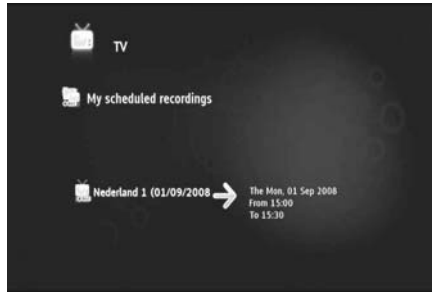 TV
My scheduled recordings
Nederland 1 (01/09/2008
The Mon, 01 Sep 2008
From 15:00
To 15:30